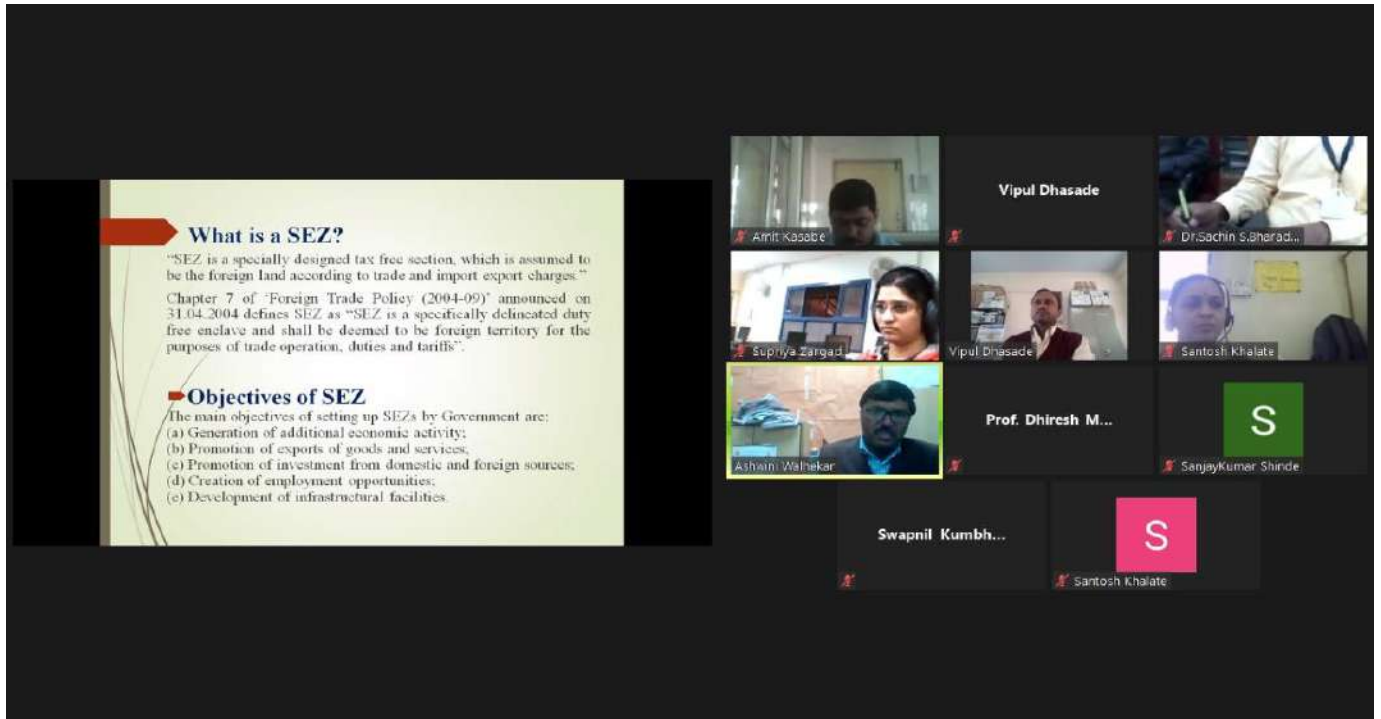 What is a SEZ?
“SEZ is a specially designed tax free section, which is assumed to
be the foreign land according to trade and import export charges.”
Chapter 7 of ‘Foreign Trade Policy (2004-09)’ announced on
31.04.2004 defines SEZ as “SEZ is a specifically delineated duty
free enclave and shall be deemed to be foreign territory for the
purposes of trade operation, duties and tariffs”.
Objectives of SEZ
The main objectives of setting up SEZs by Government are:
(a) Generation of additional economic activity;
(b) Promotion of exports of goods and services;
(c) Promotion of investment from domestic and foreign sources;
(d) Creation of employment opportunities;
(e) Development of infrastructural facilities.
Amit Kasabe
Vipul Dhasade
Dr.Sachin S.Bharad...
Supriya Zargad
Vipul Dhasade
Santosh Khalate
Ashwini Walhekar
Prof. Dhiresh M...
S
SanjayKumar Shinde
Swapnil Kumbh...
S
Santosh Khalate